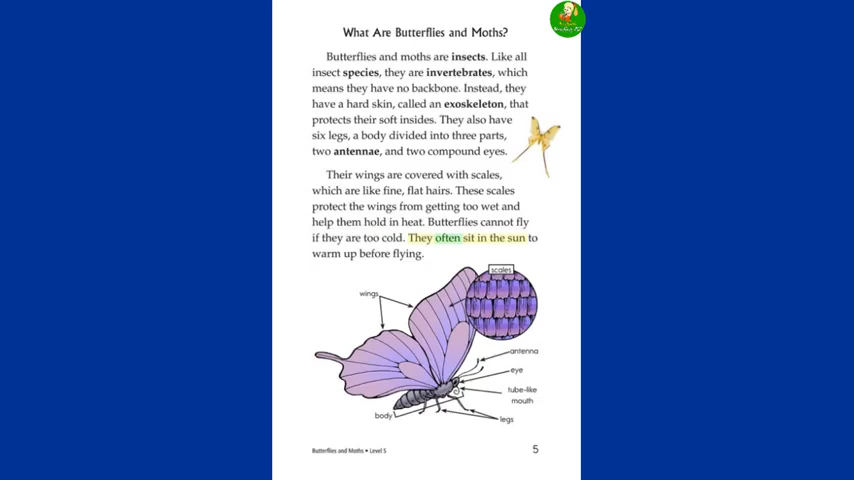 What Are Butterflies and Moths?
Butterflies and moths are insects. Like all
insect species, they are invertebrates, which
means they have no backbone. Instead, they
have a hard skin, called an exoskeleton, that
protects their soft insides. They also have
six legs, a body divided into three parts,
two antennae, and two compound eyes.
Their wings are covered with scales,
which are like fine, flat hairs. These scales
protect the wings from getting too wet and
help them hold in heat. Butterflies cannot fly
if they are too cold. They often sit in the sun to
warm up before flying.
scales
wings
antenna
eye
tube-like
mouth
body
legs
Butterflies and Moths • Level S
5